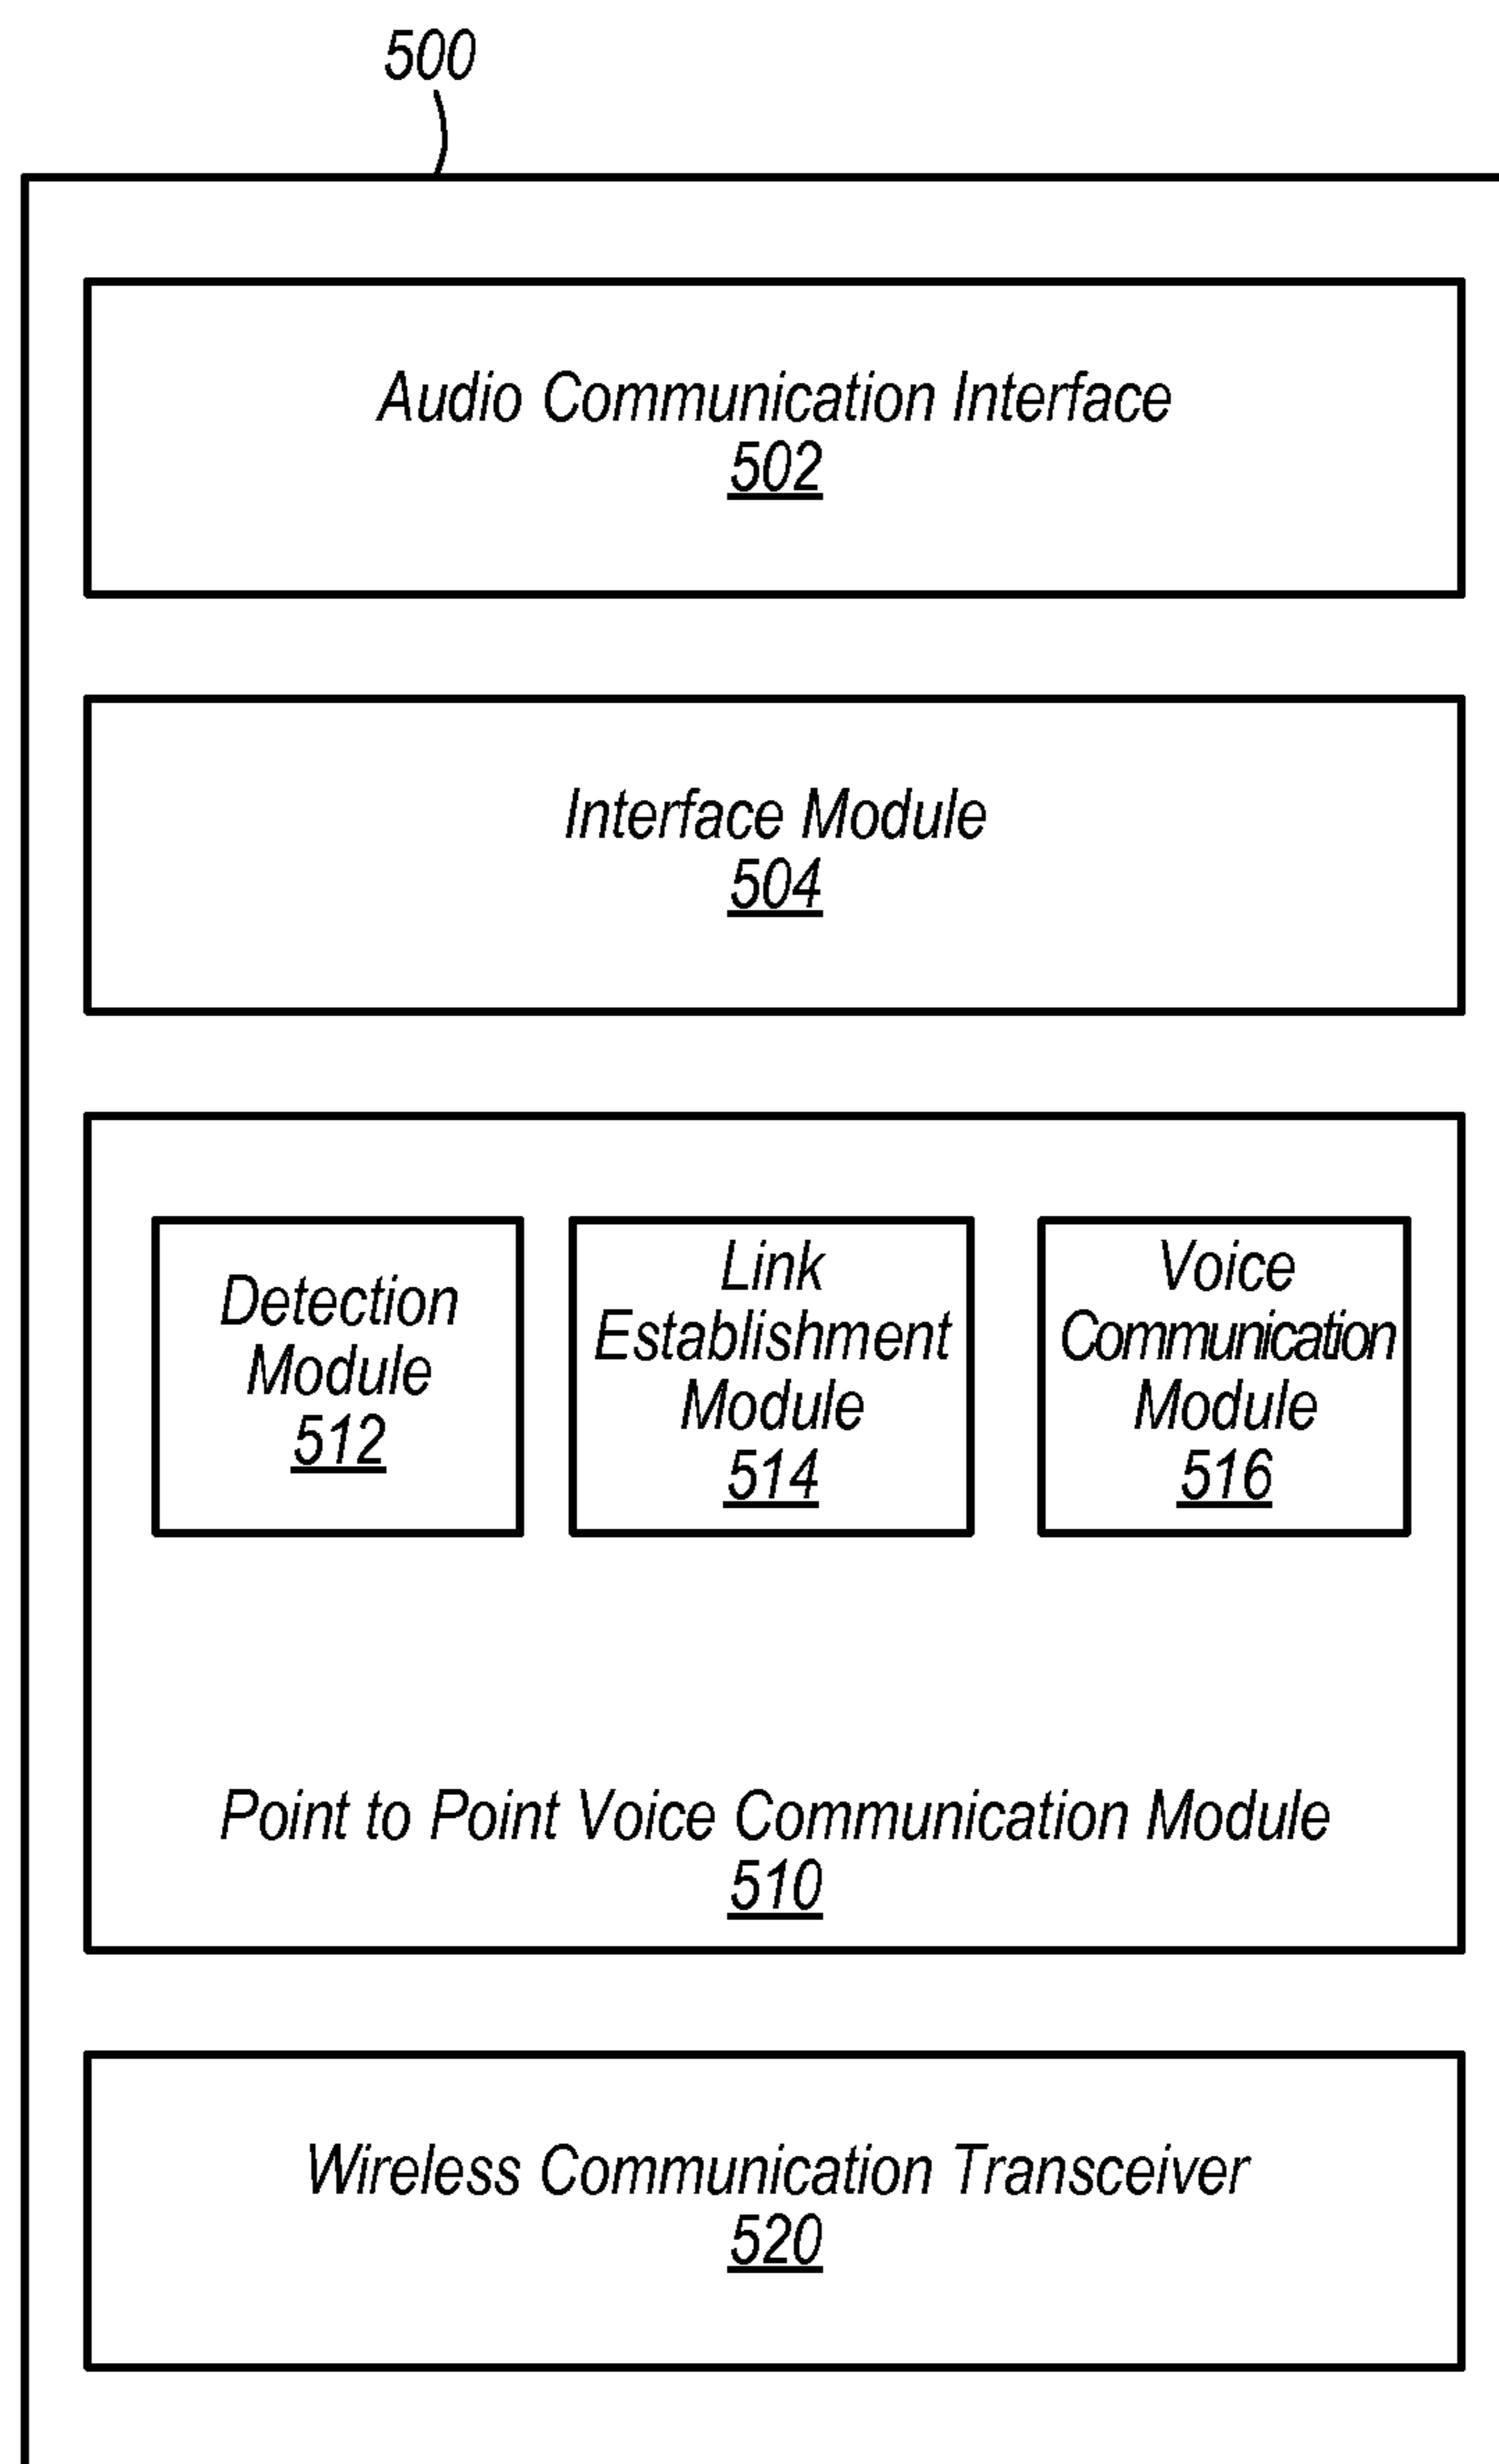 500
Audio Communication Interface
502
Interface Module
504
Detection
Module
512
Link
Establishment
Module
514
Voice
Communication
Module
516
Point to Point Voice Communication Module
510
Wireless Communication Transceiver
520